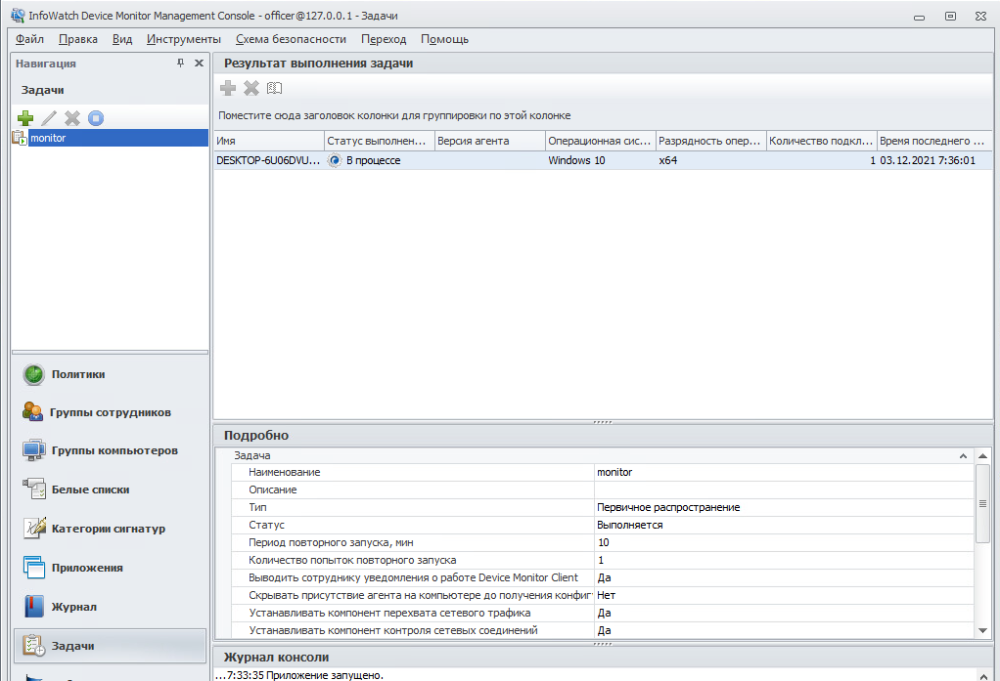 InfoWatch Device Monitor Management Console - officer@127.0.0.1 - Задачи
Файл Правка Вид Инструменты Схема безопасности Переход Помощь
Навигация
Задачи
monitor
Политики
Группы сотрудников
Группы компьютеров
Белые списки
Категории сигнатур
Приложения
Журнал
Задачи
Результат выполнения задачи
Поместите сюда заголовок колонки для группировки по этой колонке
Имя Статус выполнен... Версия агента Операционная сис... Разрядность опер... Количество подкл... Время последнего ...
DESKTOP-6U06DVU... В процессе Windows 10 x64 1 03.12.2021 7:36:01
Подробно
Задача
Наименование monitor
Описание
Тип Первичное распространение
Статус Выполняется
Период повторного запуска, мин 10
Количество попыток повторного запуска 1
Выводить сотруднику уведомления о работе Device Monitor Client Да
Скрывать присутствие агента на компьютере до получения конфиг Нет
Устанавливать компонент перехвата сетевого трафика Да
Устанавливать компонент контроля сетевых соединений Да
Журнал консоли
...7:33:35 Приложение запущено.